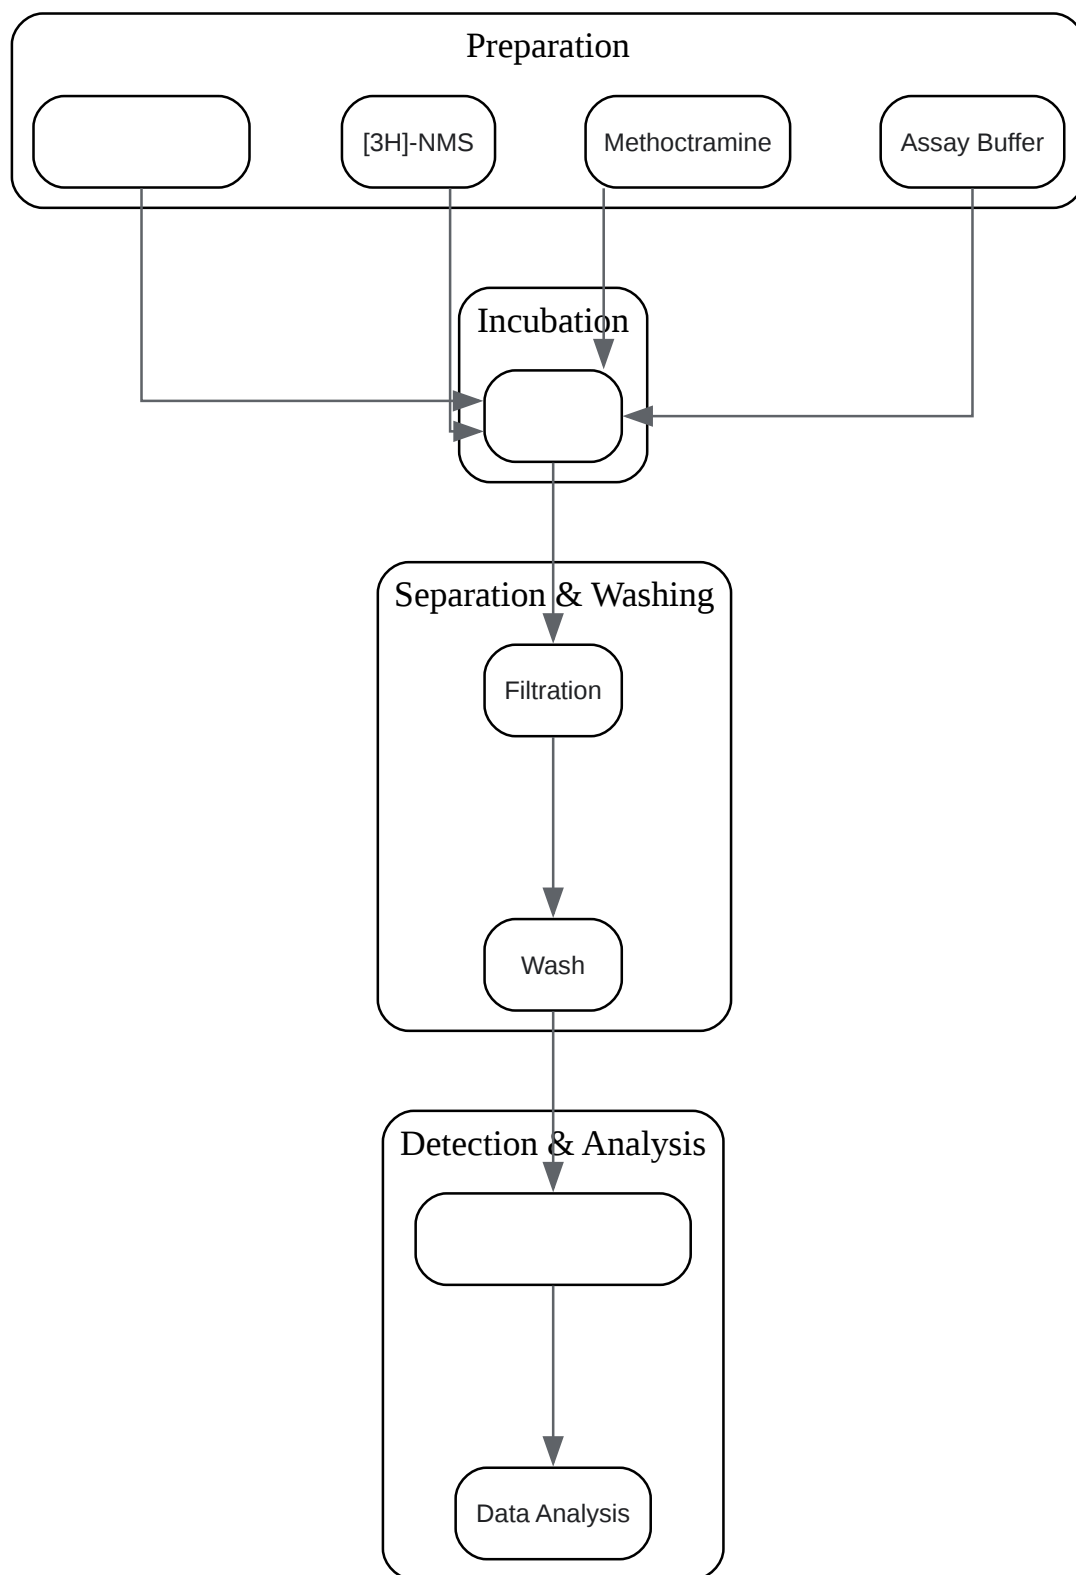 Preparation
[3H]-NMS
Methoctramine
Assay Buffer
Incubation
Separation & Washing
Filtration
Wash
Detection & Analysis
Data Analysis